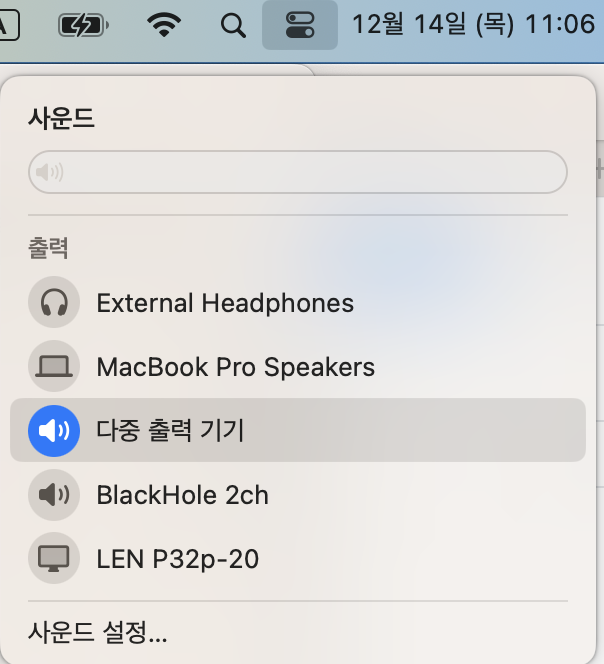 A
12월 14일 (목) 11:06
사운드
출력
External Headphones
MacBook Pro Speakers
다중 출력 기기
BlackHole 2ch
LEN P32p-20
사운드 설정...